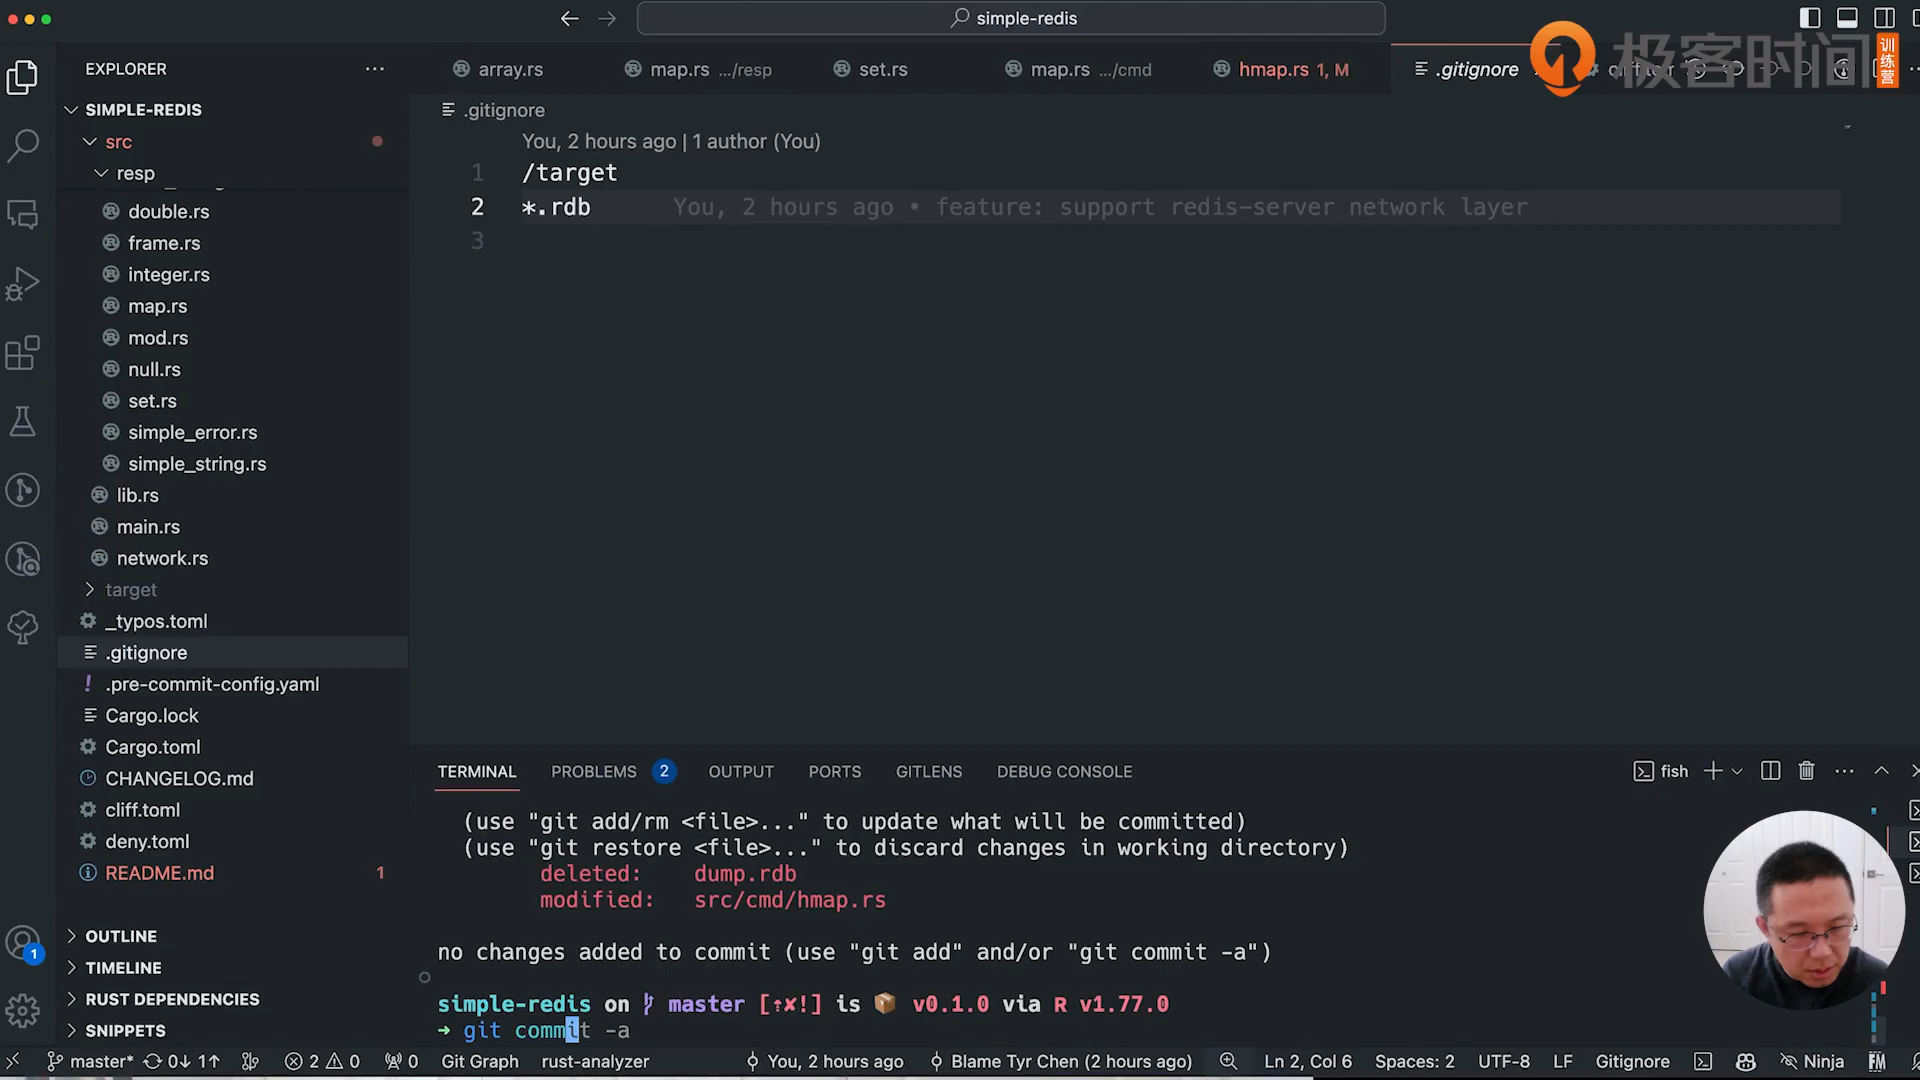 simple-redis
EXPLORER
array.rs
map.rs .../resp
set.rs
map.rs .../cmd
hmap.rs 1, M
.gitignore
极客时间
训练营
SIMPLE-REDIS
src
resp
double.rs
frame.rs
integer.rs
map.rs
mod.rs
null.rs
set.rs
simple_error.rs
simple_string.rs
lib.rs
main.rs
network.rs
target
_typos.toml
.gitignore
.pre-commit-config.yaml
Cargo.lock
Cargo.toml
CHANGELOG.md
cliff.toml
deny.toml
README.md 1
OUTLINE
TIMELINE
RUST DEPENDENCIES
SNIPPETS
1
.gitignore
You, 2 hours ago | 1 author (You)
1 /target
2 *.rdb You, 2 hours ago • feature: support redis-server network layer
3
TERMINAL PROBLEMS 2 OUTPUT PORTS GITLENS DEBUG CONSOLE
fish
(use "git add/rm <file>..." to update what will be committed)
(use "git restore <file>..." to discard changes in working directory)
deleted: dump.rdb
modified: src/cmd/hmap.rs
no changes added to commit (use "git add" and/or "git commit -a")
simple-redis on master [⇡✘!] is 📦 v0.1.0 via R v1.77.0
➜ git commit -a
master* 0↓ 1↑ 2 0 0 Git Graph rust-analyzer You, 2 hours ago Blame Tyr Chen (2 hours ago) Ln 2, Col 6 Spaces: 2 UTF-8 LF Gitignore Ninja